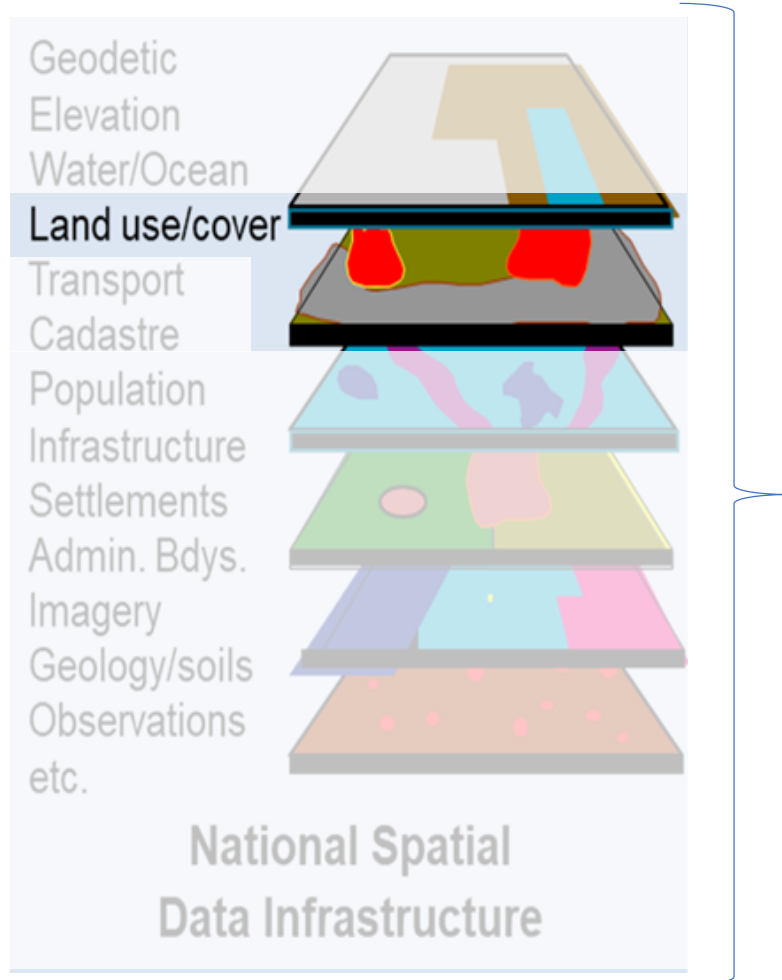 Geodetic
Elevation
Water/Ocean
Land use/cover
Transport
Cadastre
Population
Infrastructure
Settlements
Admin. Bdys.
Imagery
Geology/soils
Observations
etc.
National Spatial
Data Infrastructure